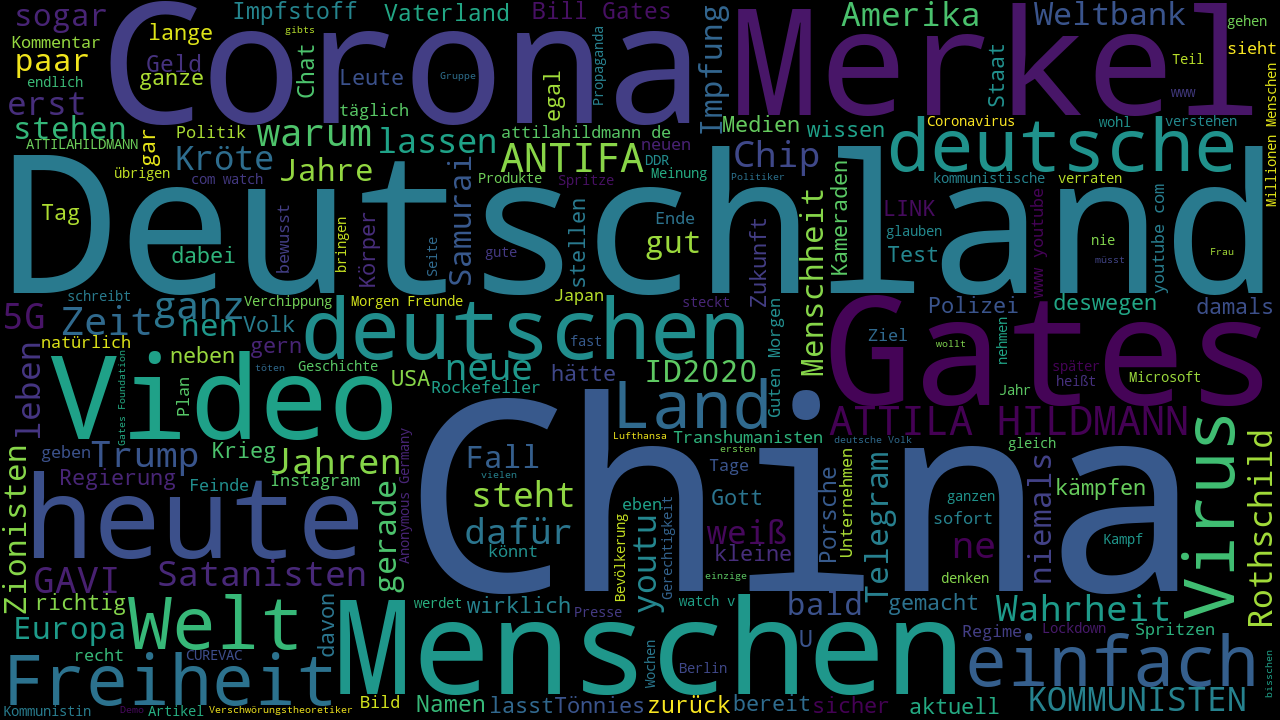 sogar
Impfstoff
Vaterland
Bill Gates
Amerika
Weltbank
gehen
Kommentar
lange
gibts
Corona
Merkel
sieht
paar
Geld
ganze
Chat
Leute
Gruppe
egal
Propaganda
Impfung
Staat
Teil
endlich
www
Millionen Menschen
erst
täglich
stehen
Politik
warum
lassen
attilahildmann de
Medien
wissen
Coronavirus
wohl
verstehen
ATTILAHILDMANN
gar
Kröte
Jahre
ANTIFA
neuen
DDR
Chip
deutsche
übrigen
com watch
Samurai
Produkte
Spritze
Meinung
Politiker
kommunistische
verraten
Deutschland
Tag
dabei
bewusst
bringen
Körper
Seite
gute
stellen
Ende
gut
Zukunft
Menschheit
Kameraden
LINK
glauben
Test
www youtube
nie
müsst
youtube com
Frau
schreibt
5G
Zeit
ganz
Verchippung
Morgen Freunde
Japan
steckt
Polizei
deswegen
damals
nen
Volk
deutschen
fast
Guten Morgen
Gates
Ziel
wollt
nehmen
natürlich
neben
gern
Geschichte
neue
hätte
ID2020
später
heißt
Microsoft
leben
Video
Gates Foundation
Plan
töten
USA
Rockefeller
Land
Jahr
ATTILA HILDMANN
Zionisten
geben
Trump
Krieg
Jahren
Anonymous Germany
China
Lufthansa
Transhumanisten
deutsche Volk
gleich
Virus
Rothschild
Regierung
Feinde
Instagram
Fall
vielen
ersten
Tage
Gott
Porsche
Unternehmen
Telegram
ganzen
kämpfen
heute
gerade
steht
eben
Gerechtigkeit
weiß
sofort
Kampf
niemals
dafür
könnt
Bevölkerung
youtu
kleine
ne
GAVI
Satanisten
einzige
denken
richtig
Welt
davon
Menschen
werdet
wirklich
Presse
watch v
bald
gemacht
Wahrheit
Europa
U
Regime
Lockdown
Spritzen
recht
CUREVAC
Wochen
Berlin
einfach
bisschen
Freiheit
Kommunistin
Demo
Artikel
Verschwörungstheoretiker
Bild
Namen
lasst
Tönnies
zurück
bereit
sicher
aktuell
KOMMUNISTEN